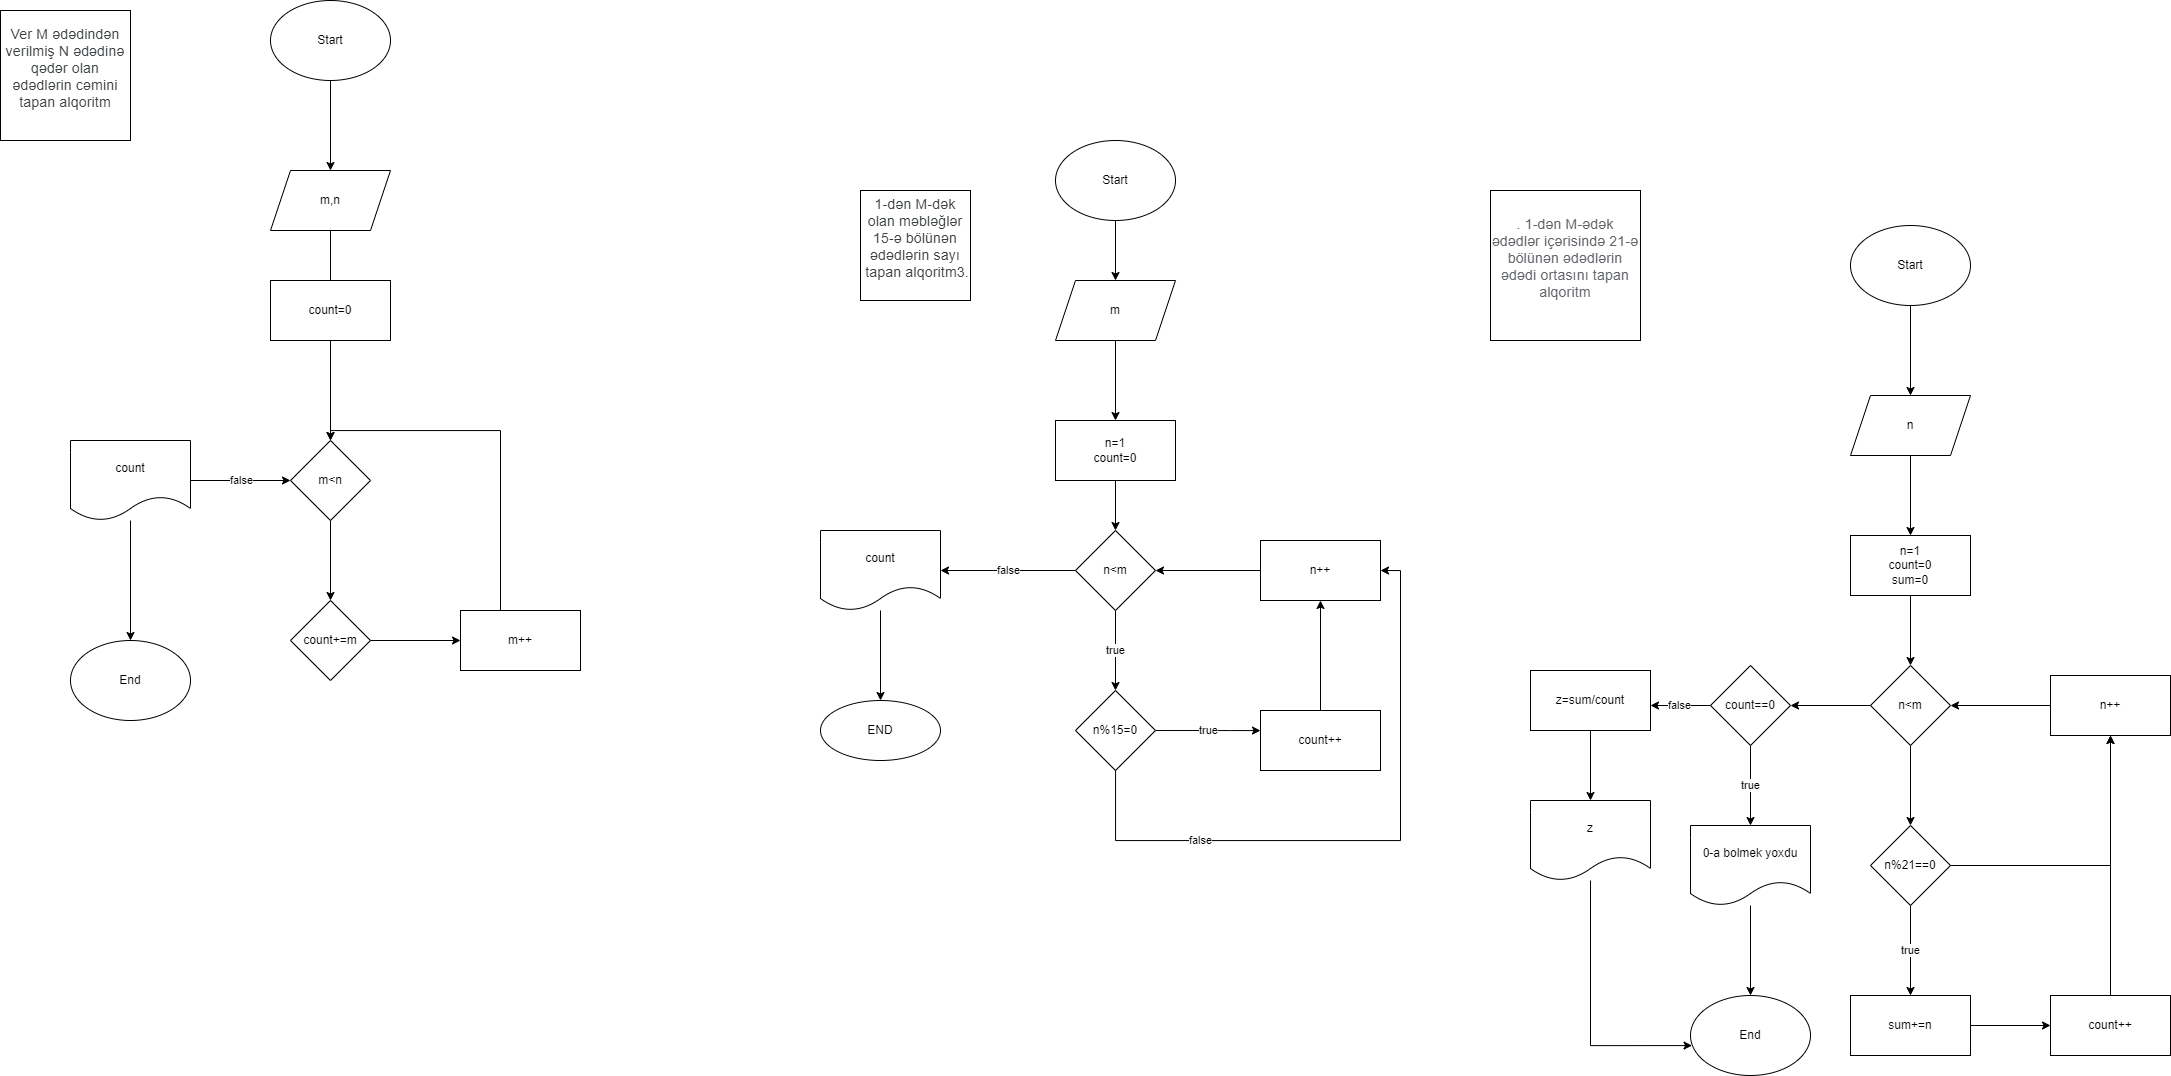 Ver M ədədindən
verilmiş N ədədinə
qədər olan
ədədlərin cəmini
tapan alqoritm
Start
m,n
count=0
count
false
m<n
count+=m
m++
End
1-dən M-dək
olan məbləğlər
15-ə bölünən
ədədlərin sayı
tapan alqoritm3.
Start
m
n=1
count=0
count
false
n<m
n++
true
END
n%15=0
true
count++
false
. 1-dən M-ədək
ədədlər içərisində 21-ə
bölünən ədədlərin
ədədi ortasını tapan
alqoritm
Start
n
n=1
count=0
sum=0
z=sum/count
false
count==0
n<m
n++
true
z
0-a bolmek yoxdu
n%21==0
true
End
sum+=n
count++